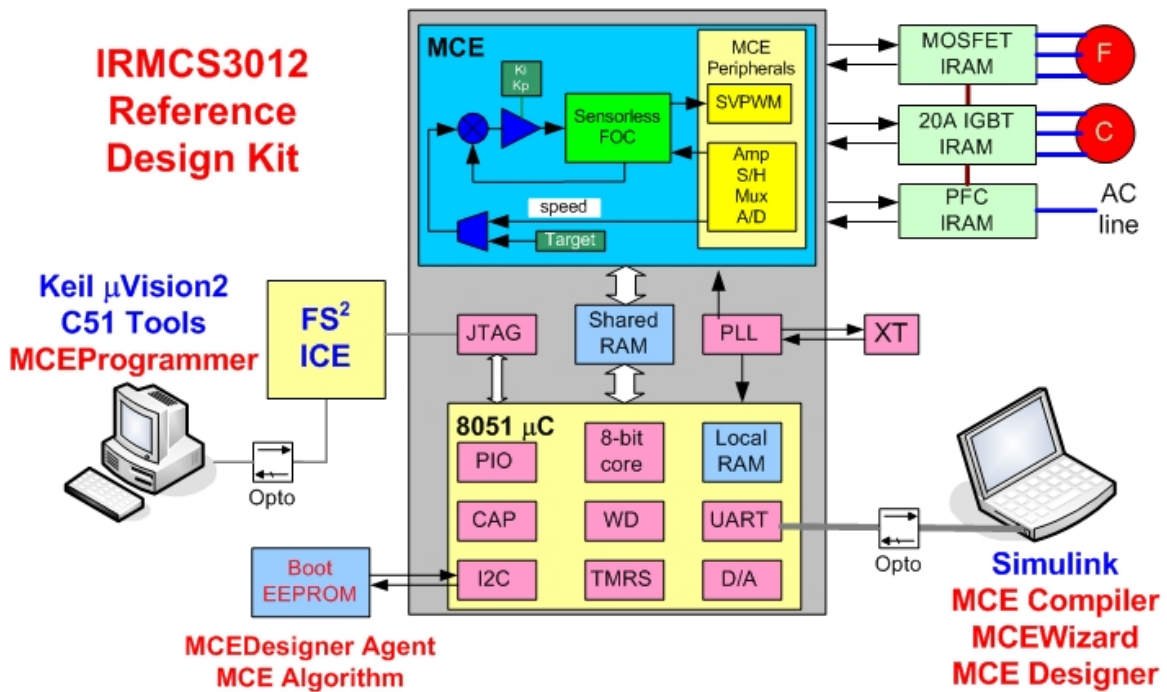 IRMCS3012
Reference
Design Kit
MCE
KI
Kp
Sensorless
FOC
speed
Target
MCE
Peripherals
SVPWM
Amp
S/H
Mux
A/D
MOSFET
IRAM
F
20A IGBT
IRAM
C
PFC
IRAM
AC
line
Keil µVision2
C51 Tools
MCEProgrammer
FS²
ICE
JTAG
Shared
RAM
PLL
XT
Opto
8051 µC
PIO
8-bit
core
Local
RAM
CAP
WD
UART
I2C
TMRS
D/A
Boot
EEPROM
MCEDesigner Agent
MCE Algorithm
Opto
Simulink
MCE Compiler
MCEWizard
MCE Designer